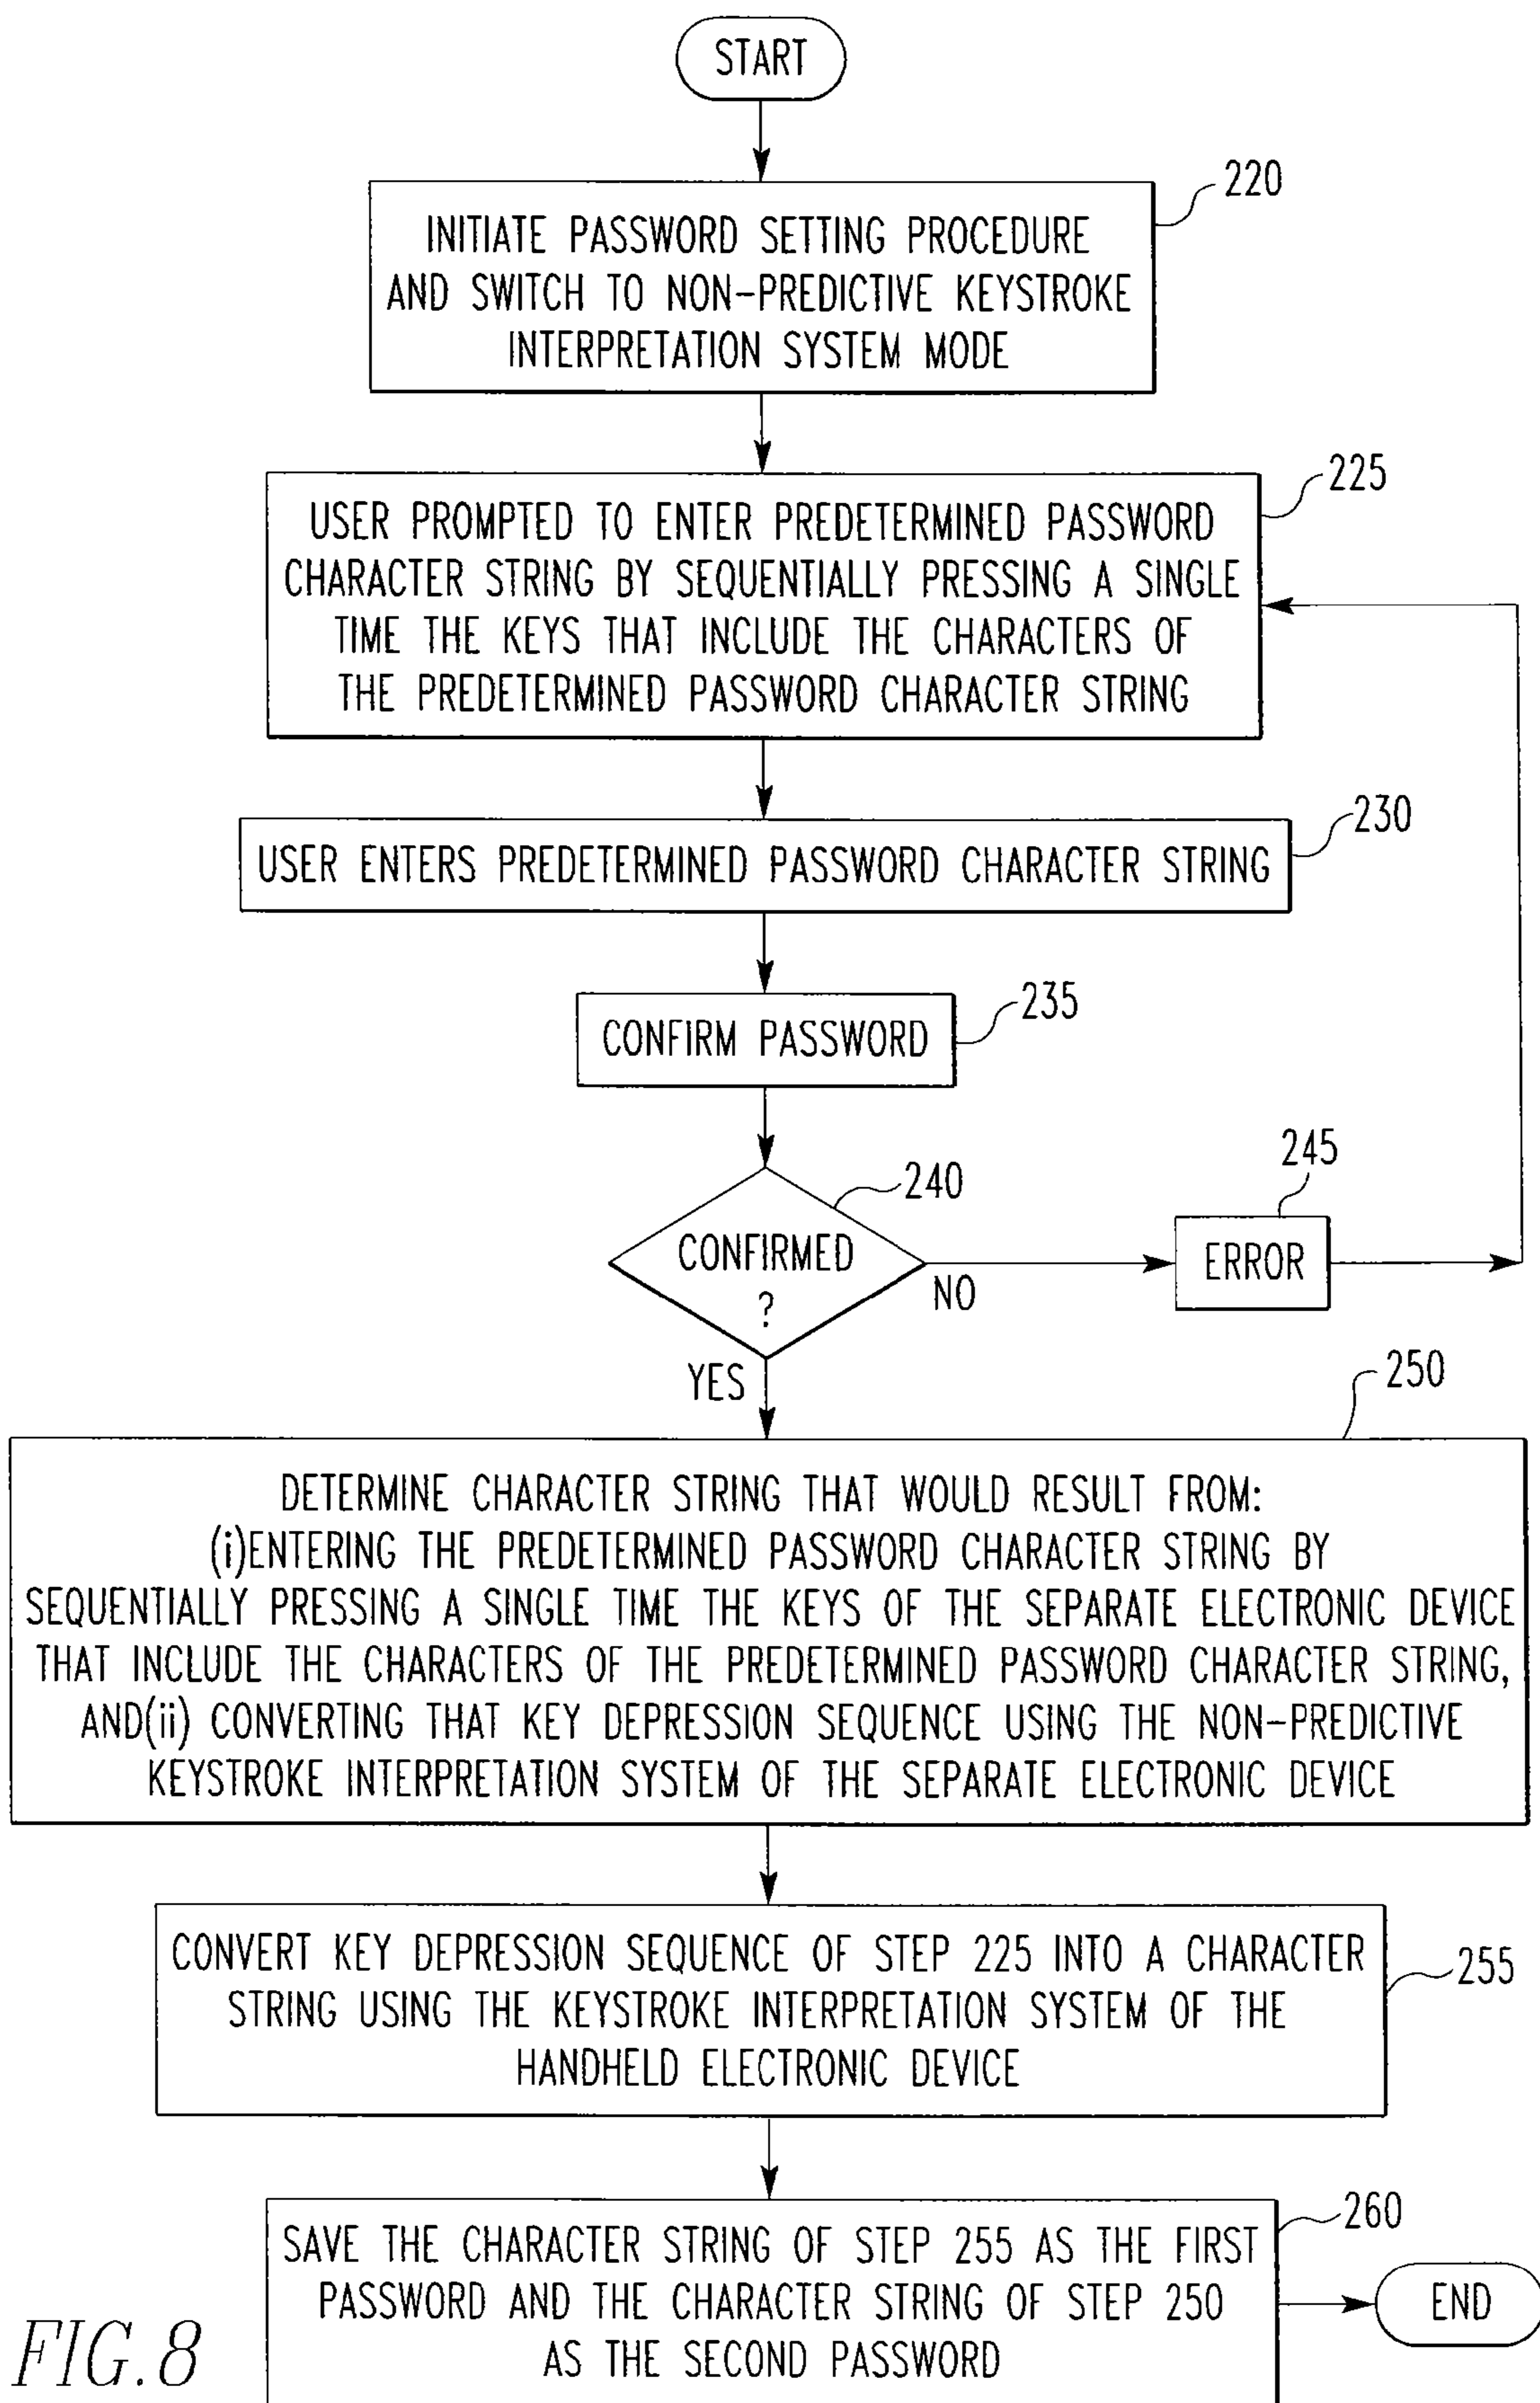 START
220
INITIATE PASSWORD SETTING PROCEDURE
AND SWITCH TO NON-PREDICTIVE KEYSTROKE
INTERPRETATION SYSTEM MODE
225
USER PROMPTED TO ENTER PREDETERMINED PASSWORD
CHARACTER STRING BY SEQUENTIALLY PRESSING A SINGLE
TIME THE KEYS THAT INCLUDE THE CHARACTERS OF
THE PREDETERMINED PASSWORD CHARACTER STRING
230
USER ENTERS PREDETERMINED PASSWORD CHARACTER STRING
235
CONFIRM PASSWORD
240
CONFIRMED
?
NO
245
ERROR
YES
250
DETERMINE CHARACTER STRING THAT WOULD RESULT FROM:
(i)ENTERING THE PREDETERMINED PASSWORD CHARACTER STRING BY
SEQUENTIALLY PRESSING A SINGLE TIME THE KEYS OF THE SEPARATE ELECTRONIC DEVICE
THAT INCLUDE THE CHARACTERS OF THE PREDETERMINED PASSWORD CHARACTER STRING,
AND(ii) CONVERTING THAT KEY DEPRESSION SEQUENCE USING THE NON-PREDICTIVE
KEYSTROKE INTERPRETATION SYSTEM OF THE SEPARATE ELECTRONIC DEVICE
CONVERT KEY DEPRESSION SEQUENCE OF STEP 225 INTO A CHARACTER
STRING USING THE KEYSTROKE INTERPRETATION SYSTEM OF THE
HANDHELD ELECTRONIC DEVICE
255
260
SAVE THE CHARACTER STRING OF STEP 255 AS THE FIRST
PASSWORD AND THE CHARACTER STRING OF STEP 250
AS THE SECOND PASSWORD
END
FIG.8